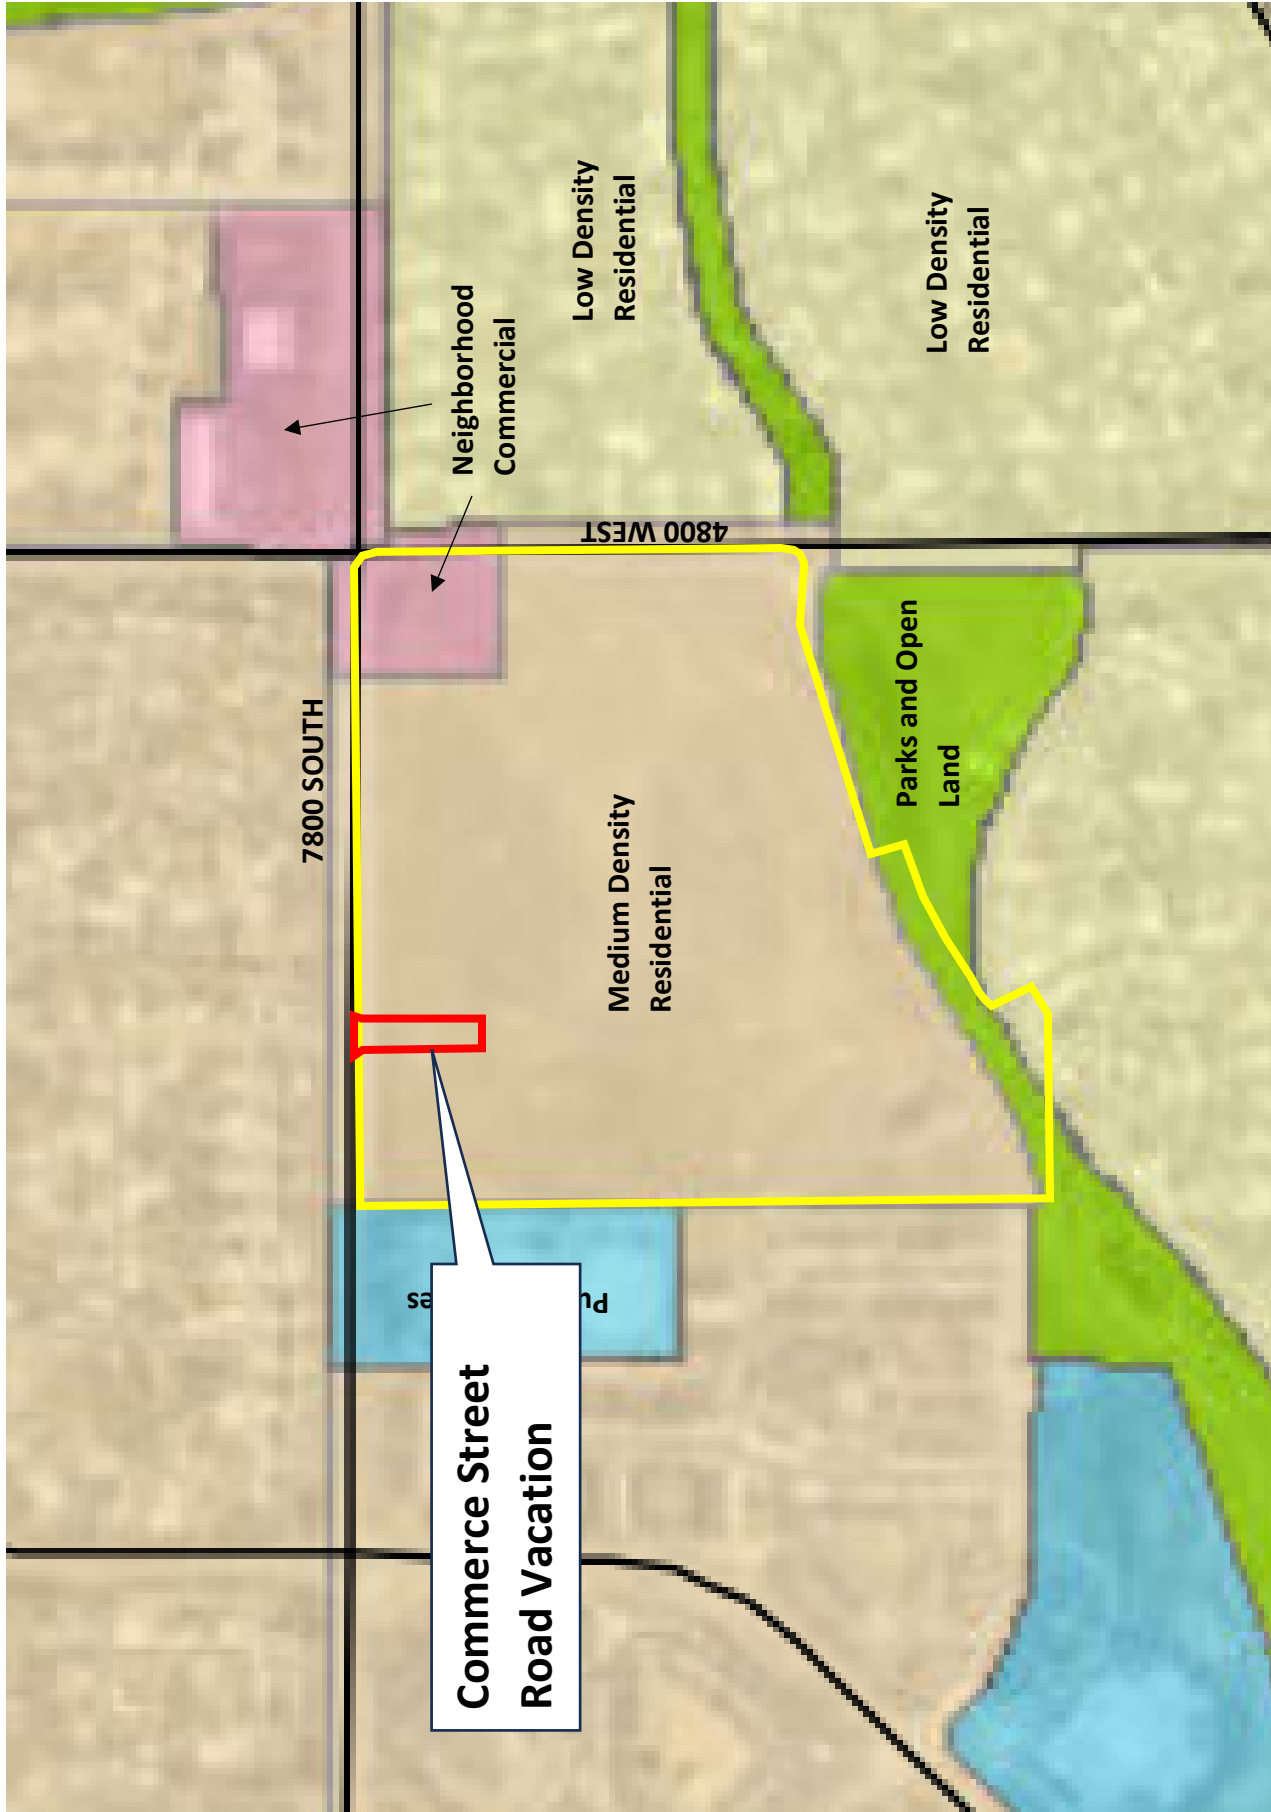 7800 SOUTH
4800 WEST
Neighborhood
Commercial
Low Density
Residential
Low Density
Residential
Medium Density
Residential
Parks and Open
Land
Commerce Street
Road Vacation